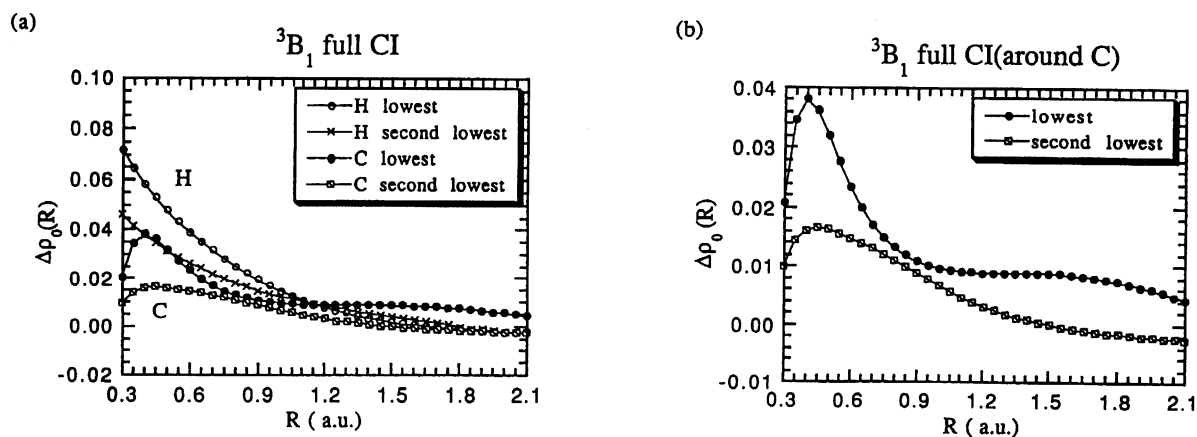 (a)
³B₁ full CI
0.10
0.08
0.06
0.04
0.02
0.00
-0.02
Δρ₀(R)
H lowest
H second lowest
C lowest
C second lowest
H
C
0.3 0.6 0.9 1.2 1.5 1.8 2.1
R ( a.u.)
(b)
³B₁ full CI(around C)
0.04
0.03
0.02
0.01
0.00
-0.01
Δρ₀(R)
lowest
second lowest
0.3 0.6 0.9 1.2 1.5 1.8 2.1
R ( a.u.)